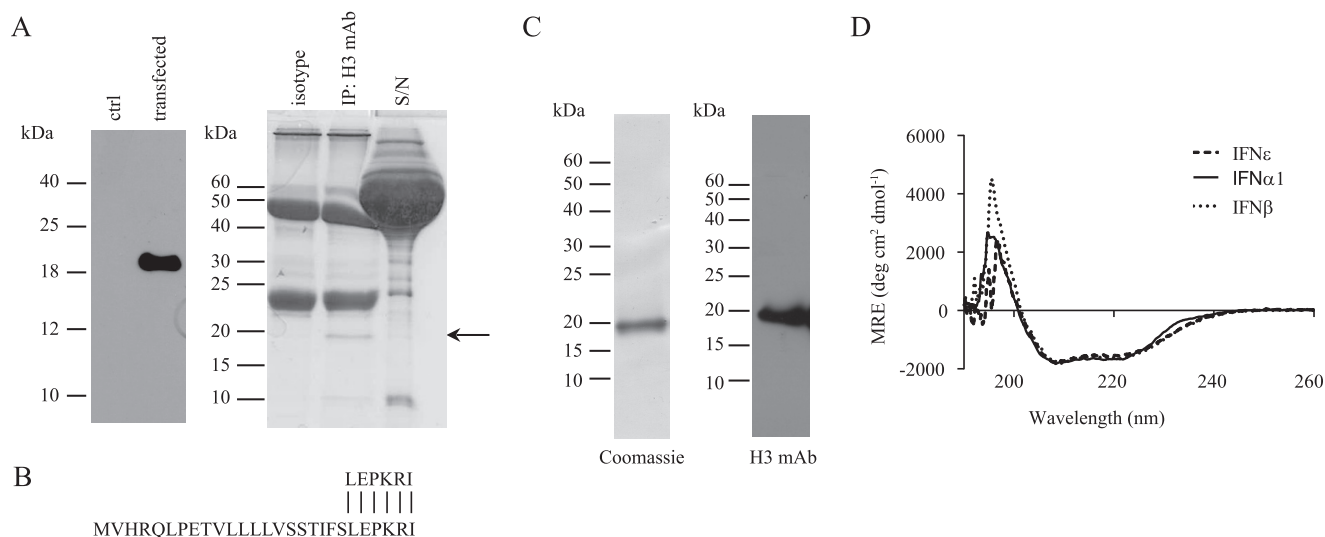 A
ctrl
transfected
kDa
40
25
18
12
10
isotype
IP: H3 mAb
S/N
kDa
60
50
40
30
25
20
15
10
B
LEPKRI
MVHRQLPETVLLLLVSSTIFSLEPKRI
C
kDa
60
50
40
30
25
20
15
10
Coomassie
kDa
60
50
40
30
25
20
15
10
H3 mAb
D
MRE (deg cm² dmol⁻¹)
6000
4000
2000
0
-2000
200
220
240
260
Wavelength (nm)
IFNε
IFNα1
IFNβ